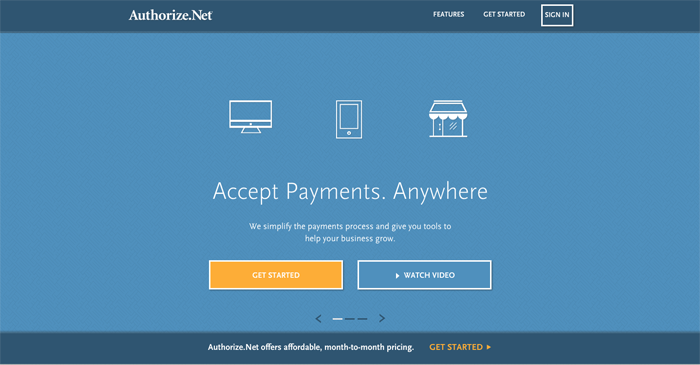 Authorize.Net
FEATURES GET STARTED SIGN IN
Accept Payments. Anywhere
We simplify the payments process and give you tools to
help your business grow.
GET STARTED WATCH VIDEO
Authorize.Net offers affordable, month-to-month pricing. GET STARTED